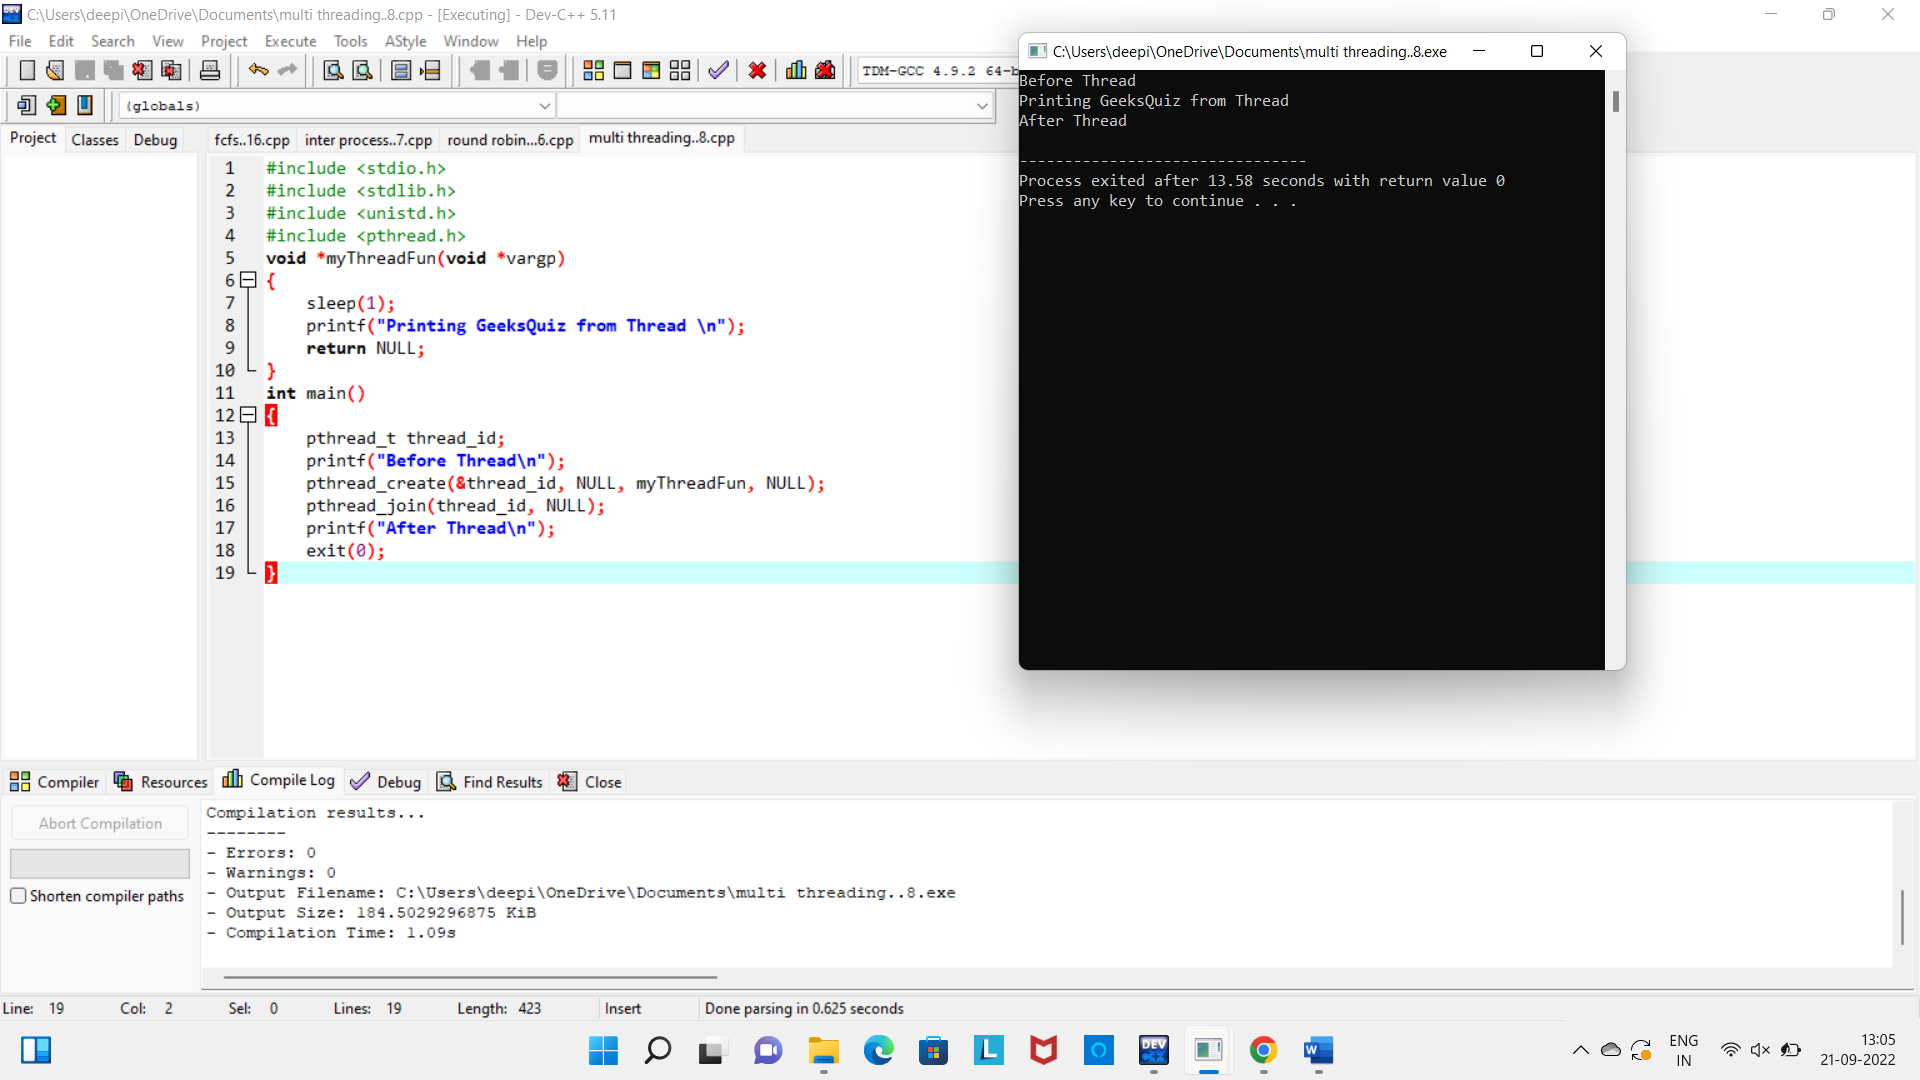 C:\Users\deepi\OneDrive\Documents\multi threading..8.cpp - [Executing] - Dev-C++ 5.11
File Edit Search View Project Execute Tools AStyle Window Help
TDM-GCC 4.9.2 64-b
(globals)
Project Classes Debug
fcfs..16.cpp inter process..7.cpp round robin...6.cpp multi threading..8.cpp
1 #include <stdio.h>
2 #include <stdlib.h>
3 #include <unistd.h>
4 #include <pthread.h>
5 void *myThreadFun(void *vargp)
6 {
7 sleep(1);
8 printf("Printing GeeksQuiz from Thread \n");
9 return NULL;
10 }
11 int main()
12 {
13 pthread_t thread_id;
14 printf("Before Thread\n");
15 pthread_create(&thread_id, NULL, myThreadFun, NULL);
16 pthread_join(thread_id, NULL);
17 printf("After Thread\n");
18 exit(0);
19 }
C:\Users\deepi\OneDrive\Documents\multi threading..8.exe
Before Thread
Printing GeeksQuiz from Thread
After Thread
--------------------------------
Process exited after 13.58 seconds with return value 0
Press any key to continue . . .
Compiler Resources Compile Log Debug Find Results Close
Abort Compilation
Shorten compiler paths
Compilation results...
--------
- Errors: 0
- Warnings: 0
- Output Filename: C:\Users\deepi\OneDrive\Documents\multi threading..8.exe
- Output Size: 184.5029296875 KiB
- Compilation Time: 1.09s
Line: 19 Col: 2 Sel: 0 Lines: 19 Length: 423 Insert Done parsing in 0.625 seconds
L
DEV
C++
W
ENG
IN
13:05
21-09-2022